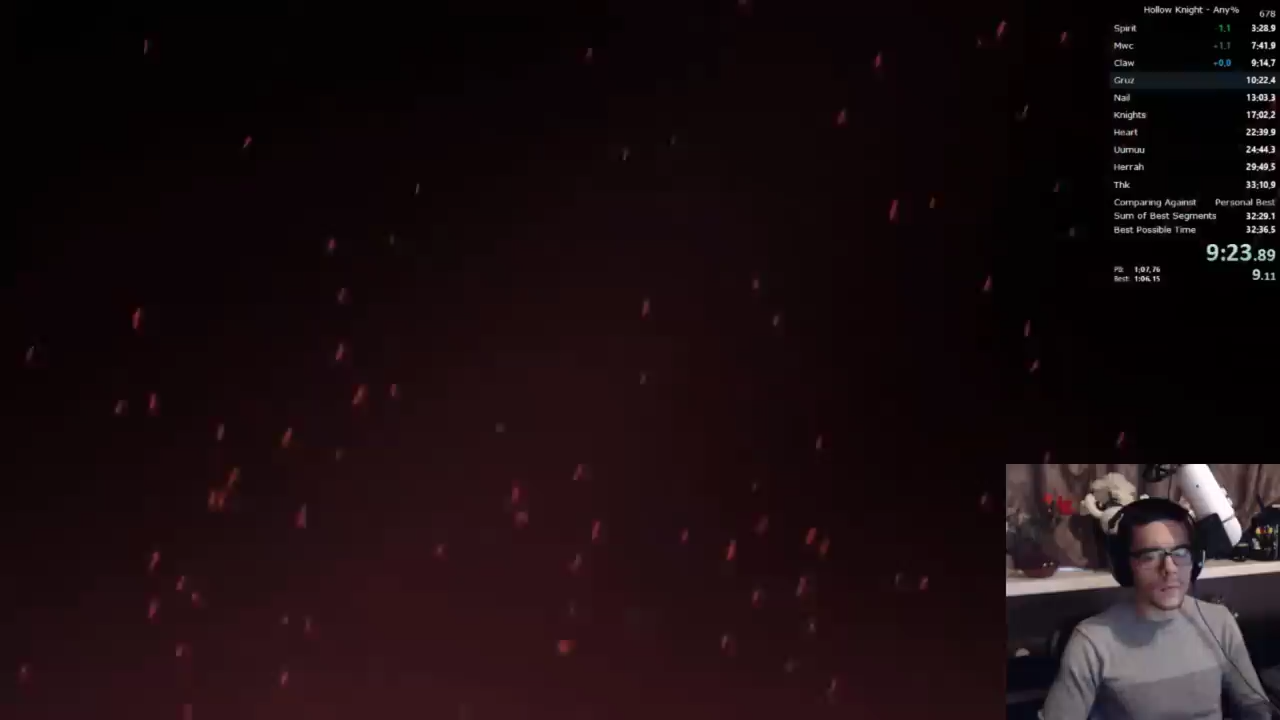 Hollow Knight - Any%
678
Spirit -1,1 3:28,9
Mwc +1,1 7:41,9
Claw +0,0 9:14,7
Gruz 10:22,4
Nail 13:03,3
Knights 17:02,2
Heart 22:39,9
Uumuu 24:44,3
Herrah 29:49,5
Thk 33:10,9
Comparing Against Personal Best
Sum of Best Segments 32:29.1
Best Possible Time 32:36,5
9:23.89
PB: 1:07,76
Best: 1:06.15
9.11